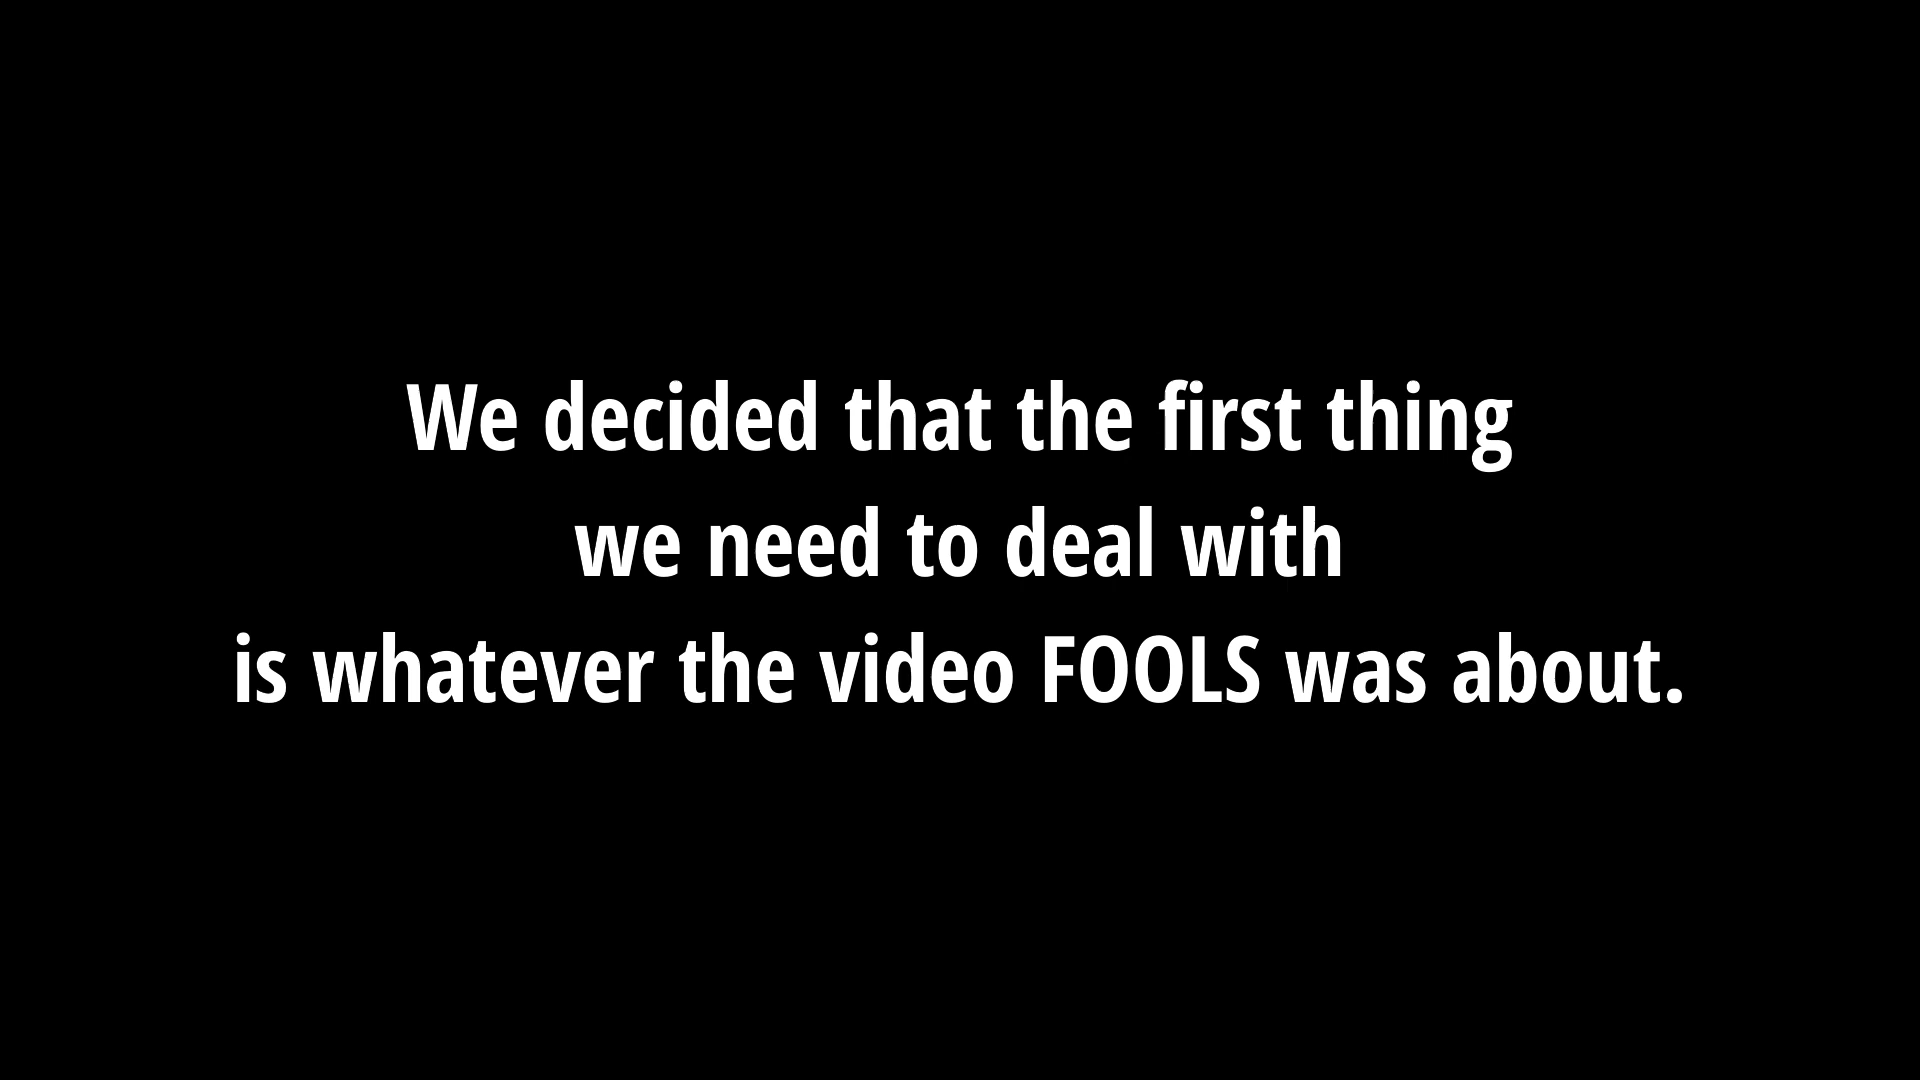 We decided that the first thing
we need to deal with
is whatever the video FOOLS was about.